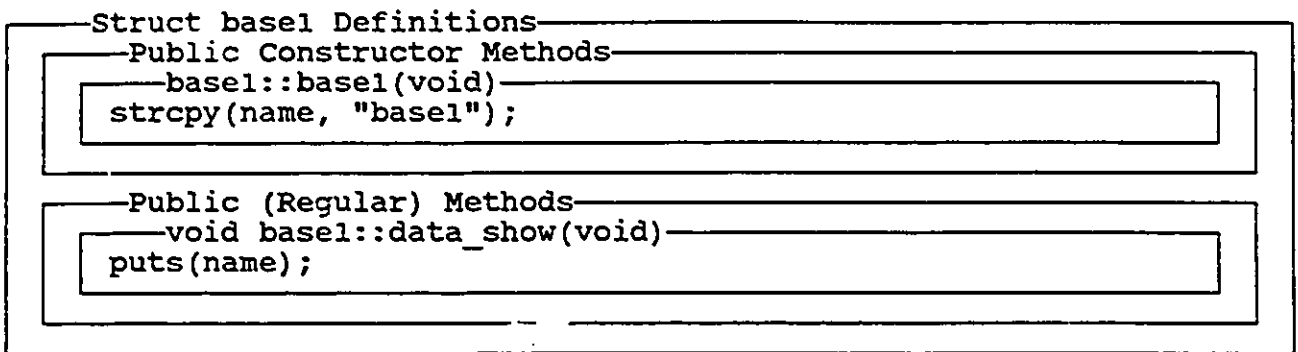 Struct base1 Definitions
Public Constructor Methods
base1::base1(void)
strcpy(name, "base1");
Public (Regular) Methods
void base1::data_show(void)
puts(name);